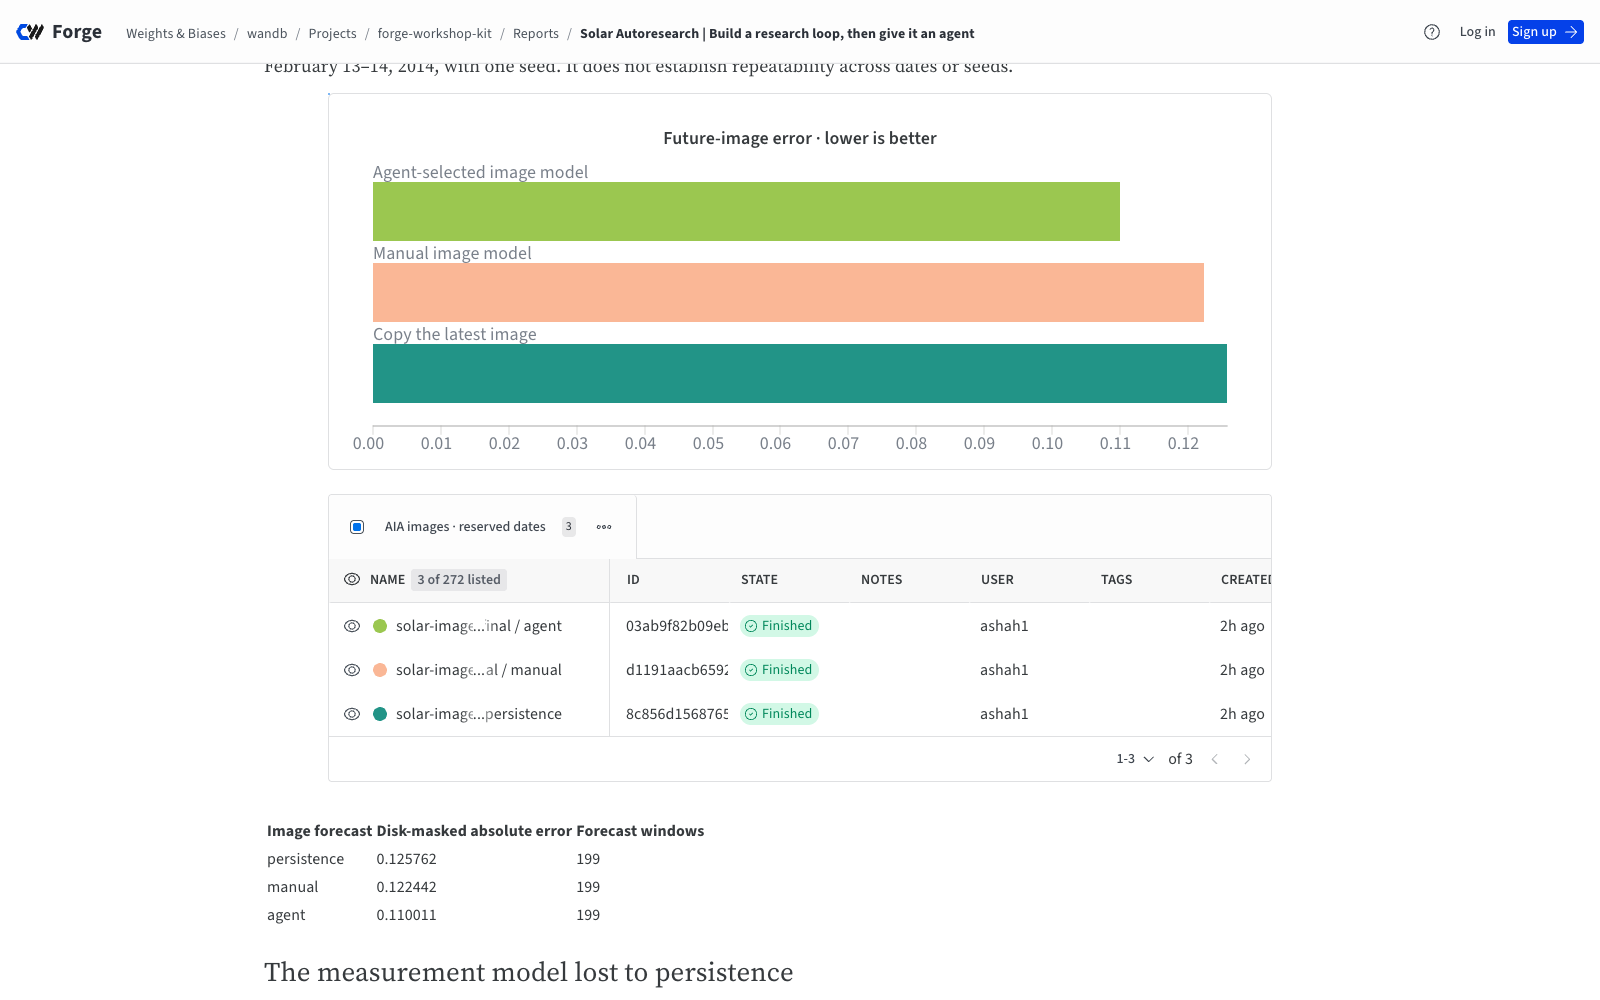 Forge
Weights & Biases / wandb / Projects / forge-workshop-kit / Reports / Solar Autoresearch | Build a research loop, then give it an agent
Log in
Sign up
February 13–14, 2014, with one seed. It does not establish repeatability across dates or seeds.
Future-image error · lower is better
Agent-selected image model
Manual image model
Copy the latest image
0.00 0.01 0.02 0.03 0.04 0.05 0.06 0.07 0.08 0.09 0.10 0.11 0.12
AIA images · reserved dates 3
NAME 3 of 272 listed ID STATE NOTES USER TAGS CREATED
solar-image...inal / agent 03ab9f82b09eb Finished ashah1 2h ago
solar-image...al / manual d1191aacb6592 Finished ashah1 2h ago
solar-image...persistence 8c856d1568765 Finished ashah1 2h ago
1-3 of 3
Image forecast Disk-masked absolute error Forecast windows
persistence 0.125762 199
manual 0.122442 199
agent 0.110011 199
The measurement model lost to persistence